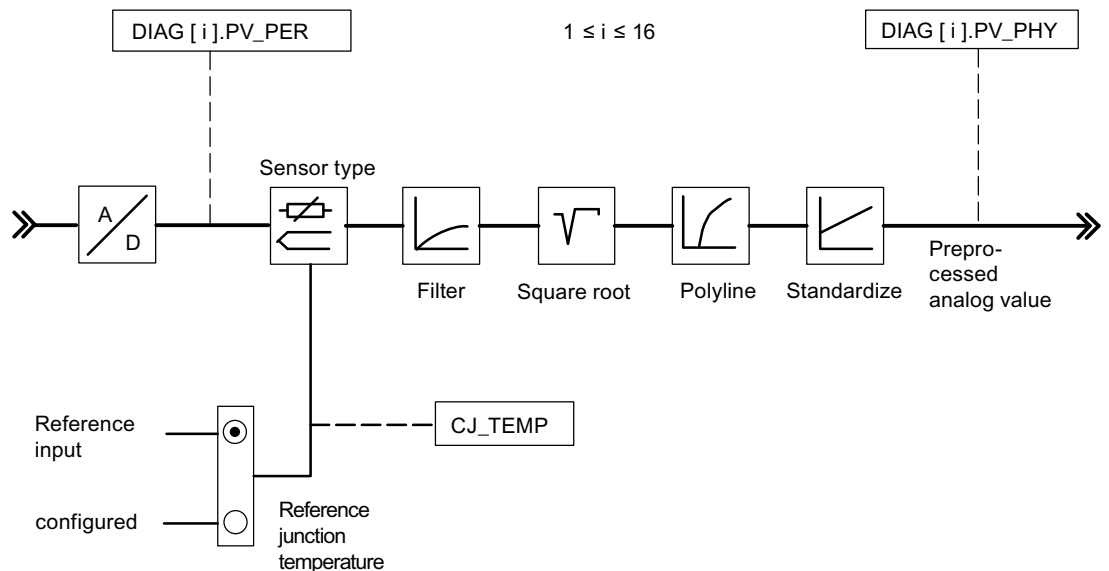 DIAG [ i ].PV_PER
1 ≤ i ≤ 16
DIAG [ i ].PV_PHY
Sensor type
A
D
Filter
Square root
Polyline
Standardize
Prepro-
cessed
analog value
Reference
input
CJ_TEMP
configured
Reference
junction
temperature